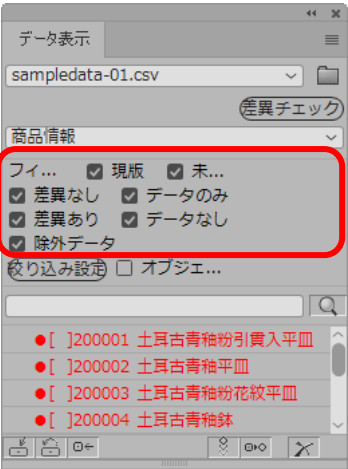 データ表示
sampledata-01.csv
差異チェック
商品情報
フィ... 現版 未...
差異なし データのみ
差異あり データなし
除外データ
絞り込み設定 オブジェ...
●[ ]200001 土耳古青釉粉引貫入平皿
●[ ]200002 土耳古青釉平皿
●[ ]200003 土耳古青釉粉花紋平皿
●[ ]200004 土耳古青釉鉢